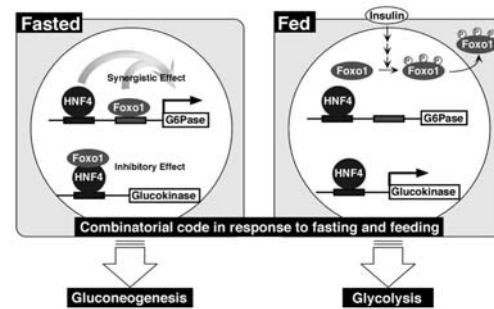 Fasted
Synergistic Effect
HNF4
Foxo1
G6Pase
Foxo1
HNF4
Inhibitory Effect
Glucokinase
Fed
Insulin
Foxo1
P P P
Foxo1
P P P
Foxo1
HNF4
G6Pase
HNF4
Glucokinase
Combinatorial code in response to fasting and feeding
Gluconeogenesis
Glycolysis